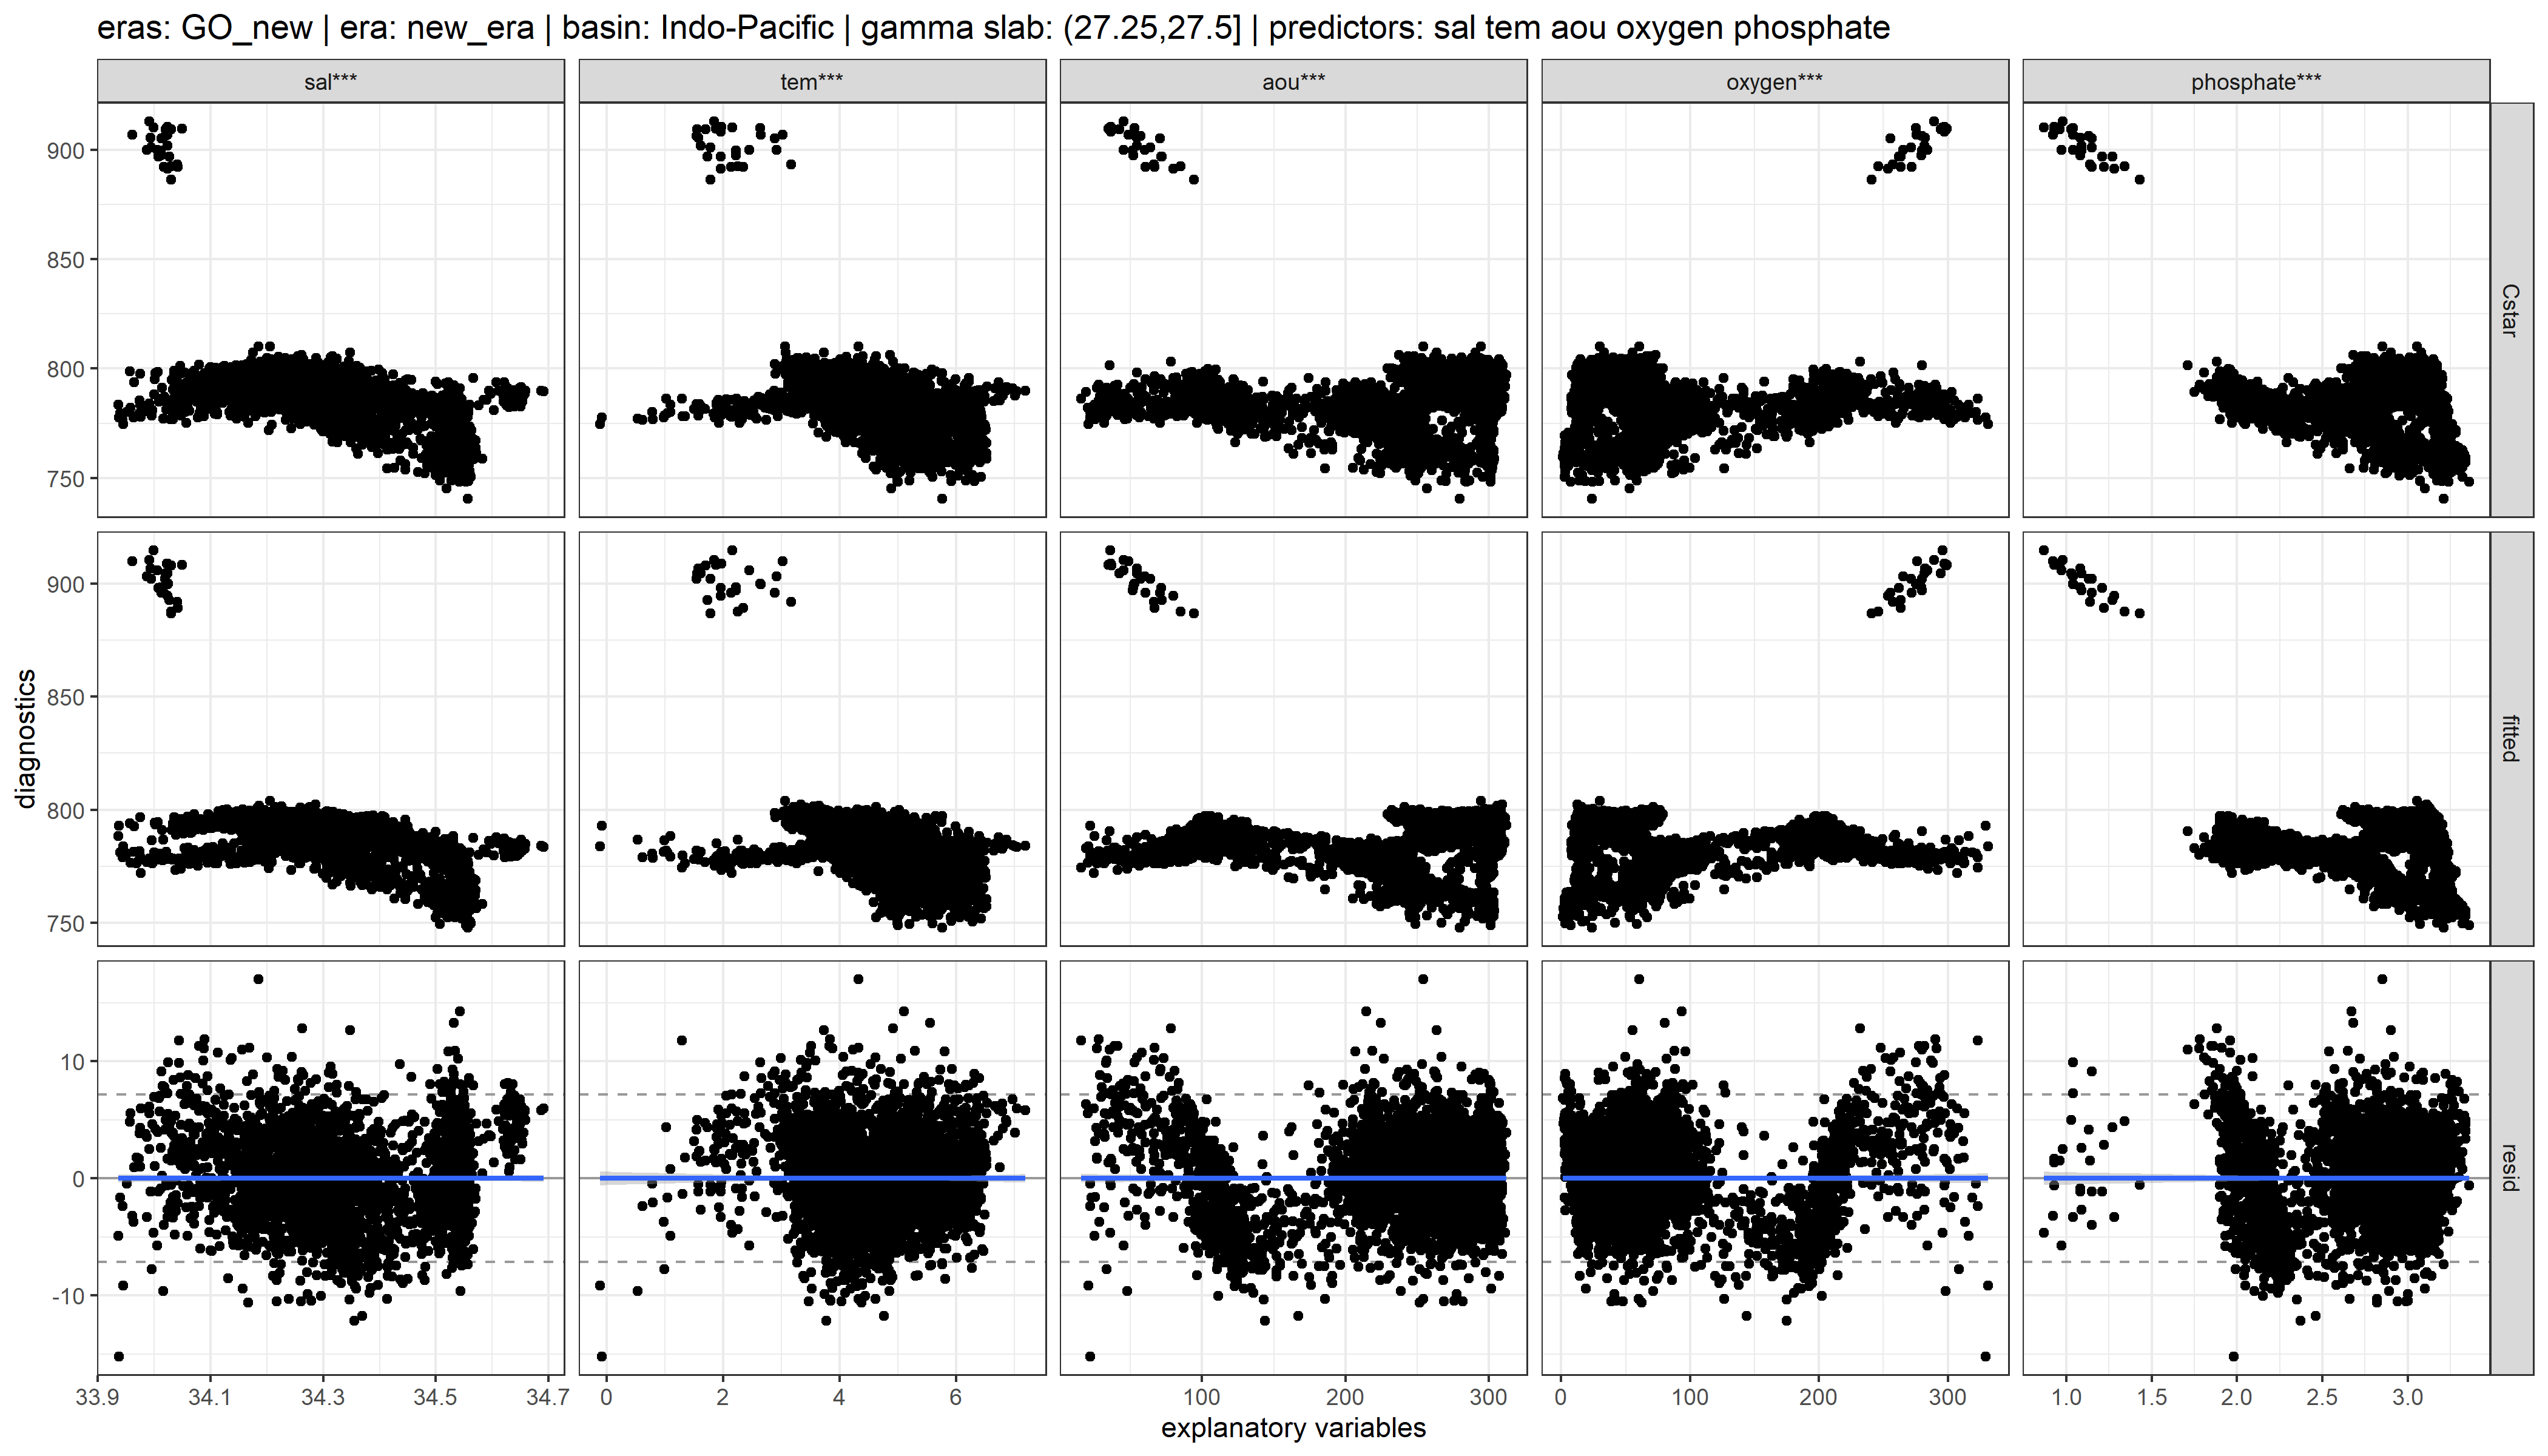 eras: GO_new | era: new_era | basin: Indo-Pacific | gamma slab: (27.25,27.5] | predictors: sal tem aou oxygen phosphate
sal*** tem*** aou*** oxygen*** phosphate***
900
850
800
750
Cstar
900
850
800
750
fitted
diagnostics
10
0
-10
resid
33.9 34.1 34.3 34.5 34.7 0 2 4 6 100 200 300 0 100 200 300 1.0 1.5 2.0 2.5 3.0
explanatory variables